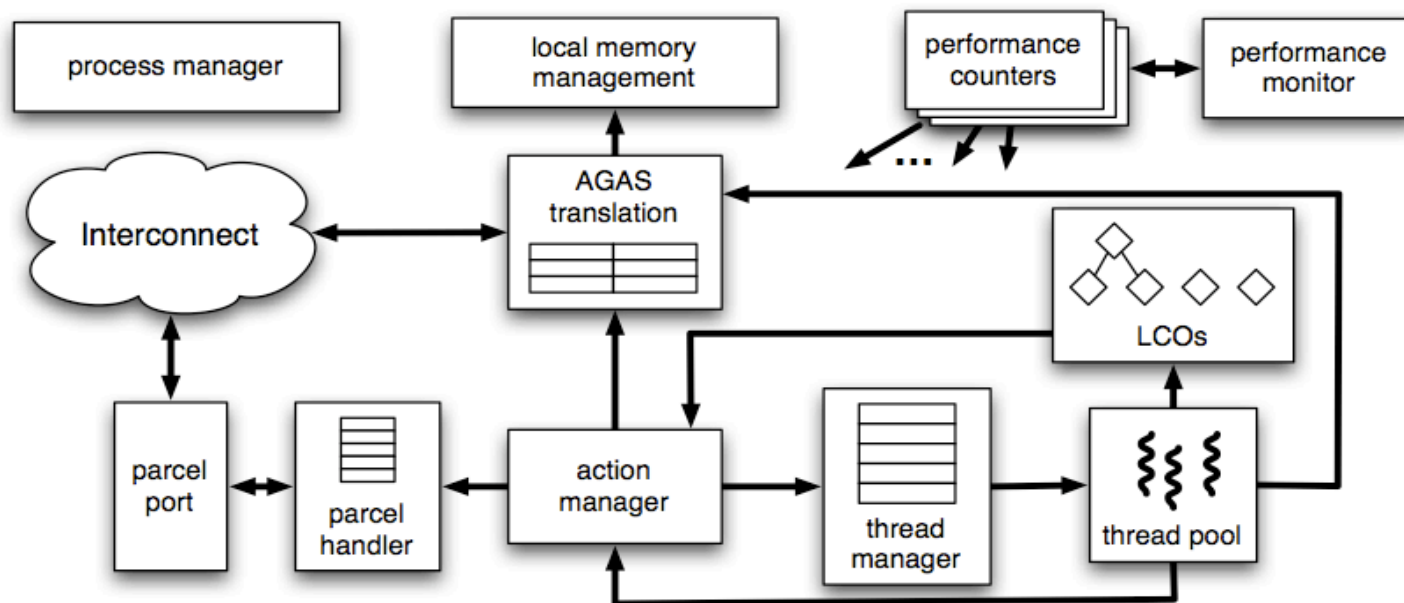 process manager
local memory
management
performance
counters
performance
monitor
...
AGAS
translation
Interconnect
LCOs
parcel
port
parcel
handler
action
manager
thread
manager
thread pool